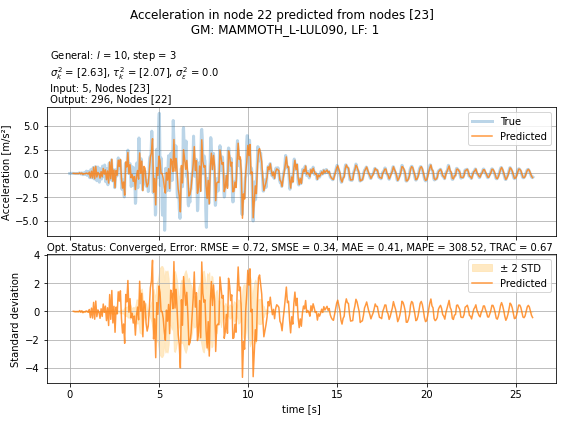 Acceleration in node 22 predicted from nodes [23]
GM: MAMMOTH_L-LUL090, LF: 1
General: l = 10, step = 3
σ²ₖ = [2.63], τ²ₖ = [2.07], σ²ε = 0.0
Input: 5, Nodes [23]
Output: 296, Nodes [22]
True
Predicted
Acceleration [m/s²]
5.0
2.5
0.0
−2.5
−5.0
Opt. Status: Converged, Error: RMSE = 0.72, SMSE = 0.34, MAE = 0.41, MAPE = 308.52, TRAC = 0.67
± 2 STD
Predicted
Standard deviation
4
2
0
−2
−4
0 5 10 15 20 25
time [s]